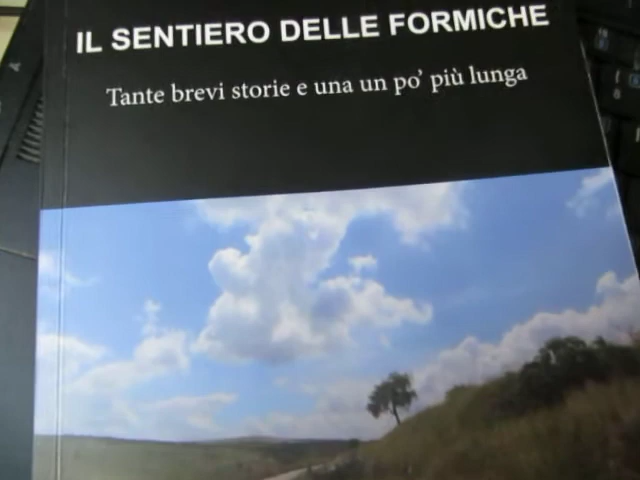 IL SENTIERO DELLE FORMICHE
Tante brevi storie e una un po' più lunga